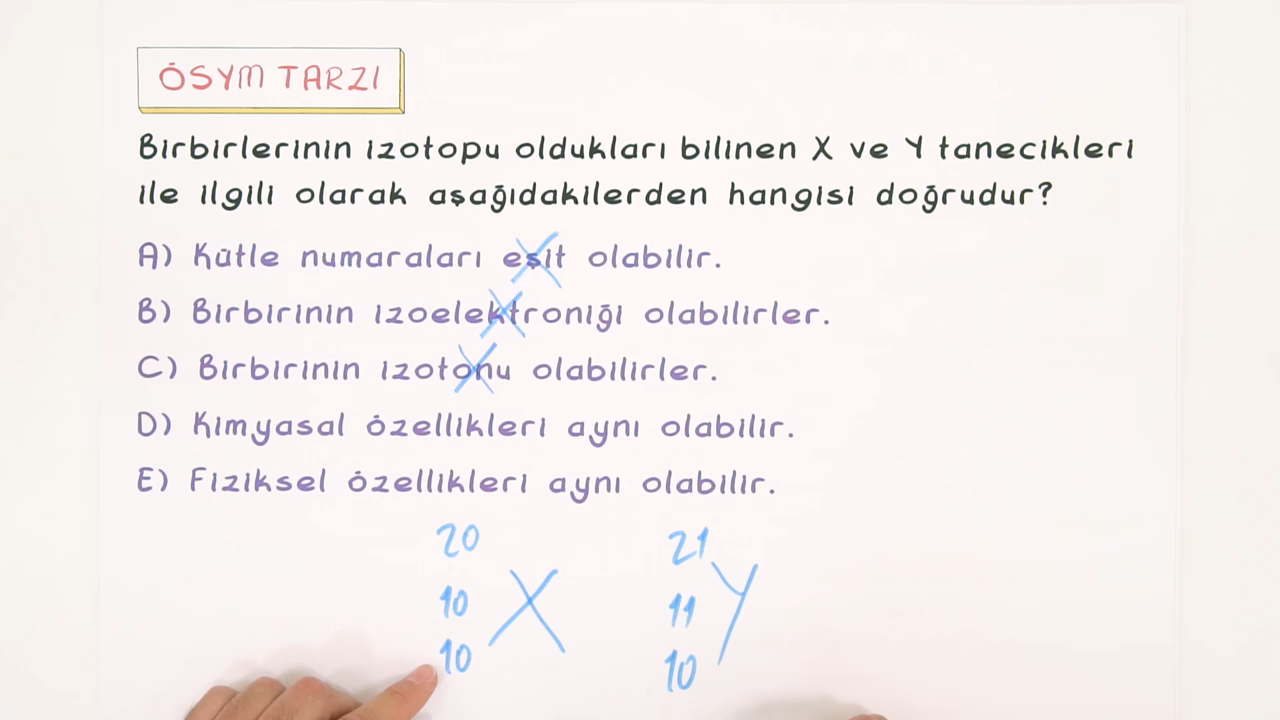 ÖSYM TARZI
Birbirlerinin izotopu oldukları bilinen X ve Y tanecikleri
ile ilgili olarak aşağıdakilerden hangisi doğrudur?
A) Kütle numaraları eşit olabilir.
B) Birbirinin izoelektroniği olabilirler.
C) Birbirinin izotonu olabilirler.
D) Kimyasal özellikleri aynı olabilir.
E) Fiziksel özellikleri aynı olabilir.
20 21
10 X 11 Y
10 10